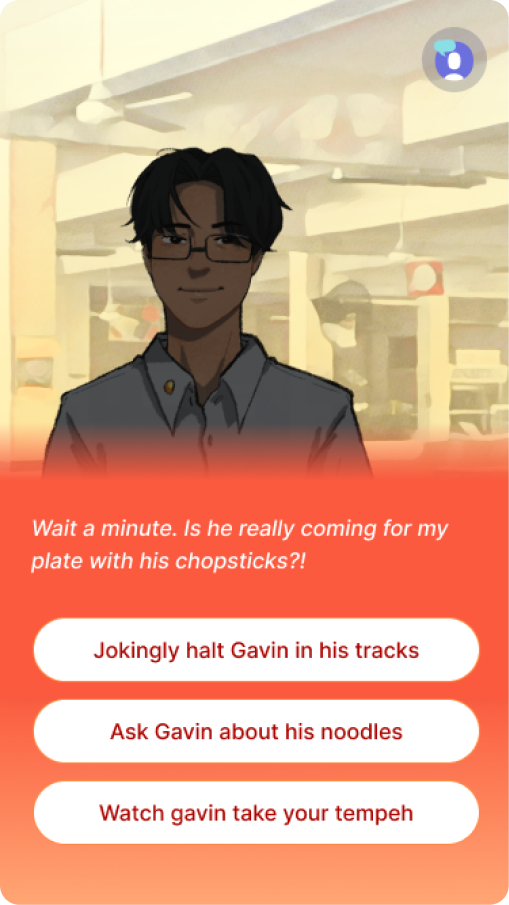 Wait a minute. Is he really coming for my
plate with his chopsticks?!
Jokingly halt Gavin in his tracks
Ask Gavin about his noodles
Watch gavin take your tempeh